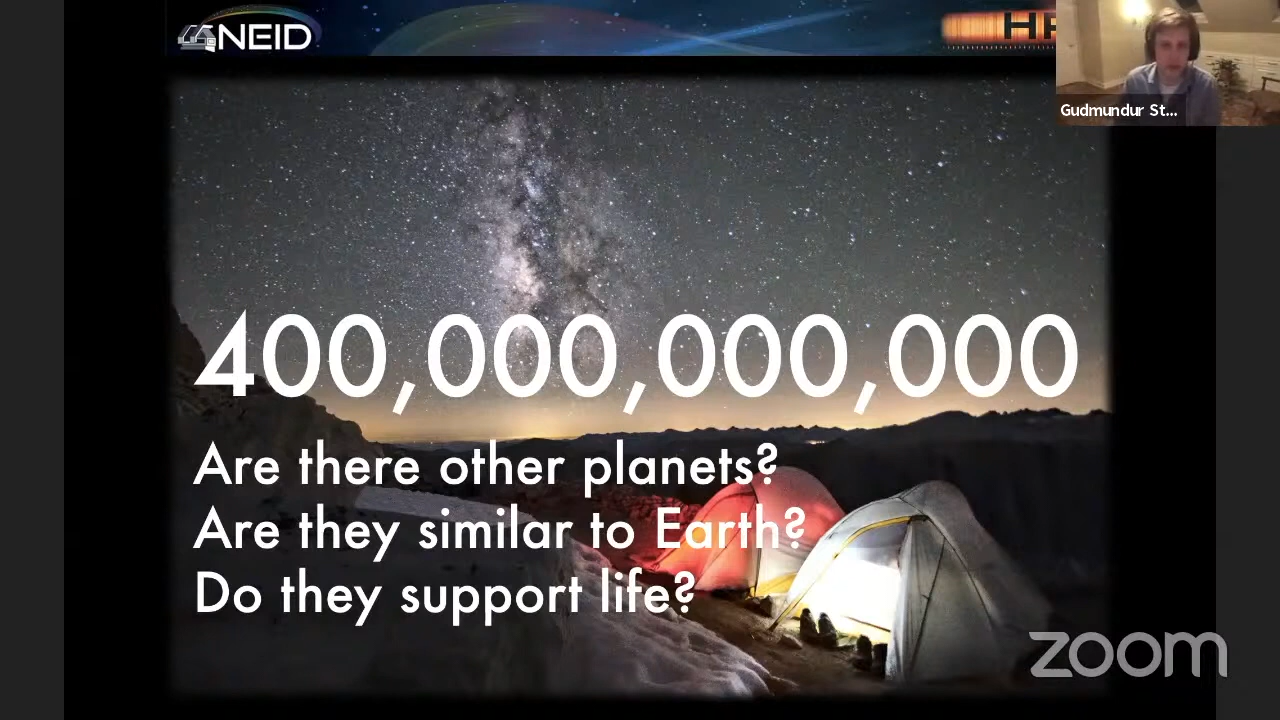 NEID
HP
Gudmundur St...
400,000,000,000
Are there other planets?
Are they similar to Earth?
Do they support life?
zoom